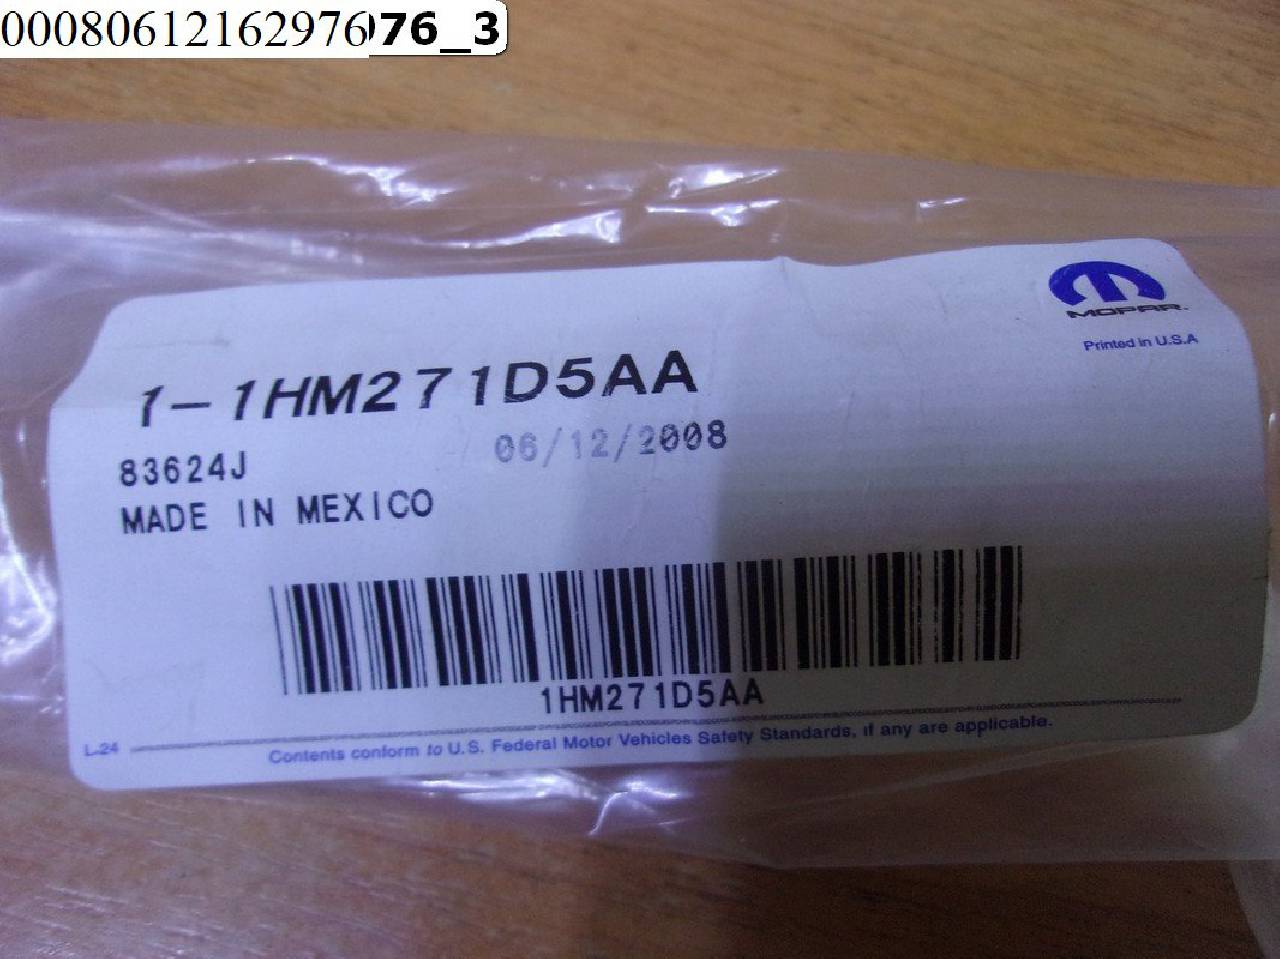 00080612162976076_3
MOPAR
Printed in U.S.A
1-1HM271D5AA
06/12/2008
83624J
MADE IN MEXICO
1HM271D5AA
L-24
Contents conform to U.S. Federal Motor Vehicles Safety Standards, if any are applicable.